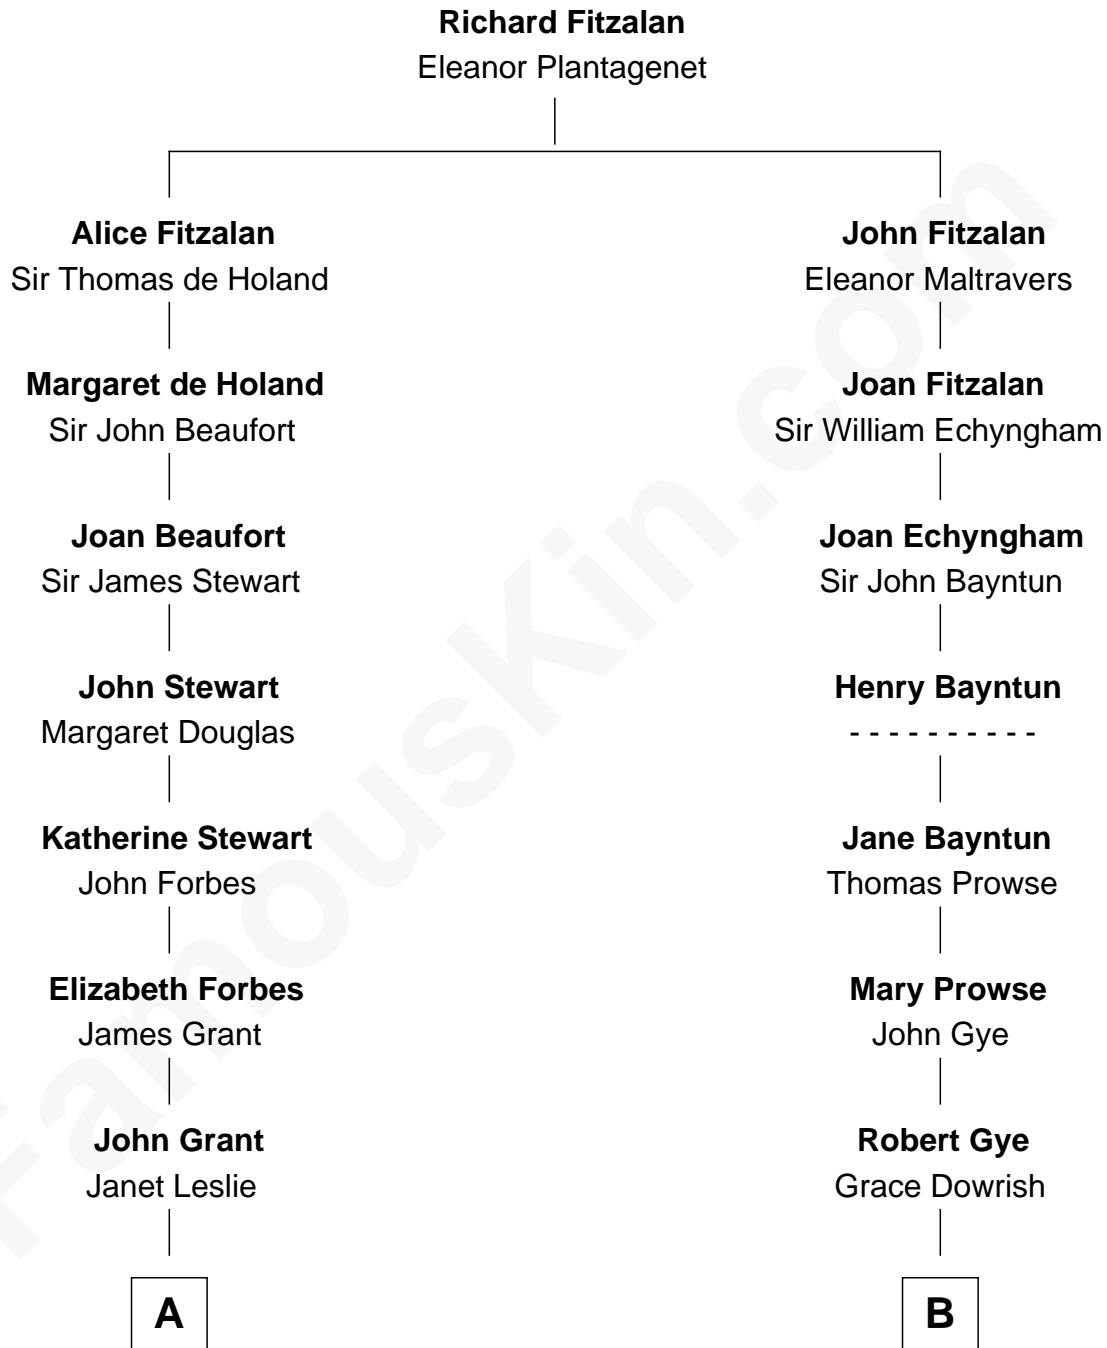 Richard Fitzalan
Eleanor Plantagenet
Alice Fitzalan
Sir Thomas de Holand
John Fitzalan
Eleanor Maltravers
Margaret de Holand
Sir John Beaufort
Joan Fitzalan
Sir William Echyngham
Joan Beaufort
Sir James Stewart
Joan Echyngham
Sir John Bayntun
John Stewart
Margaret Douglas
Henry Bayntun
- - - - - - - - - -
Katherine Stewart
John Forbes
Jane Bayntun
Thomas Prowse
Elizabeth Forbes
James Grant
Mary Prowse
John Gye
John Grant
Janet Leslie
Robert Gye
Grace Dowrish
A
B
FamousKin.com